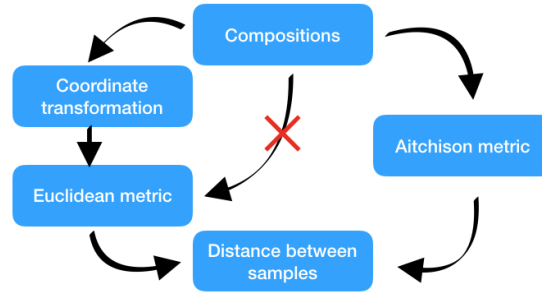 Compositions
Coordinate
transformation
Aitchison metric
Euclidean metric
Distance between
samples